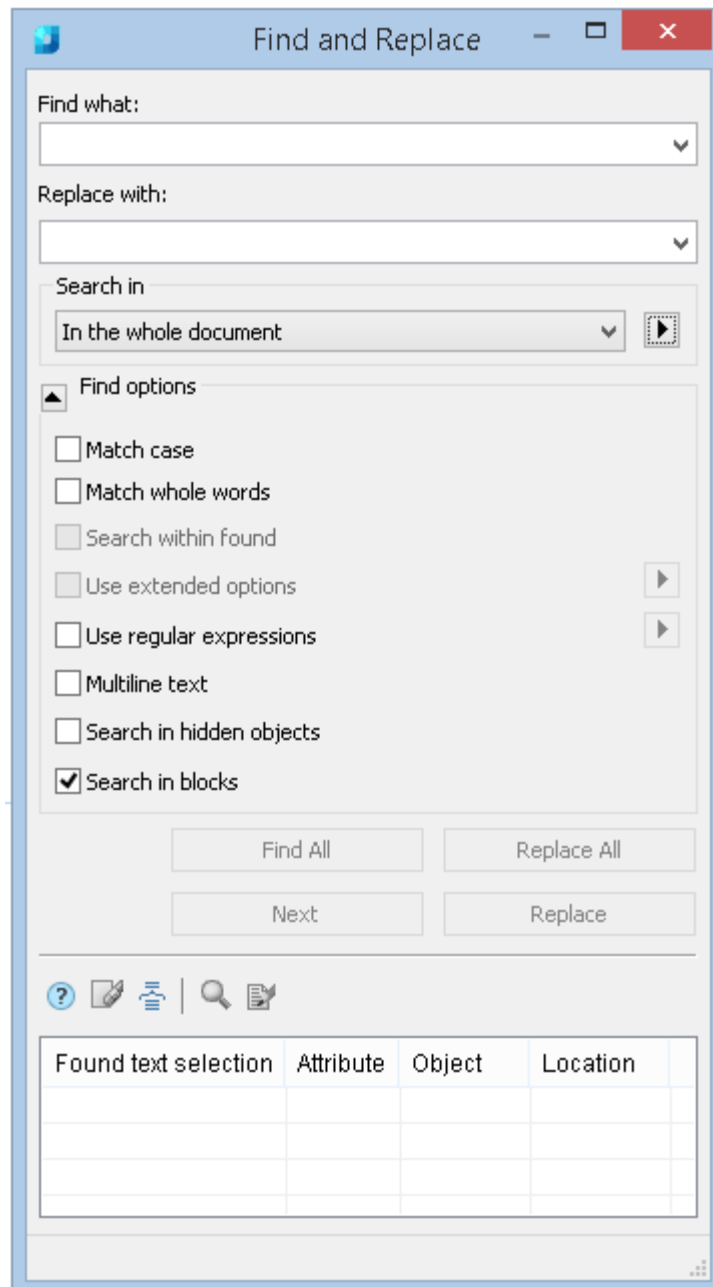 Find and Replace
Find what:
Replace with:
Search in
In the whole document
Find options
Match case
Match whole words
Search within found
Use extended options
Use regular expressions
Multiline text
Search in hidden objects
Search in blocks
Find All Replace All
Next Replace
Found text selection Attribute Object Location